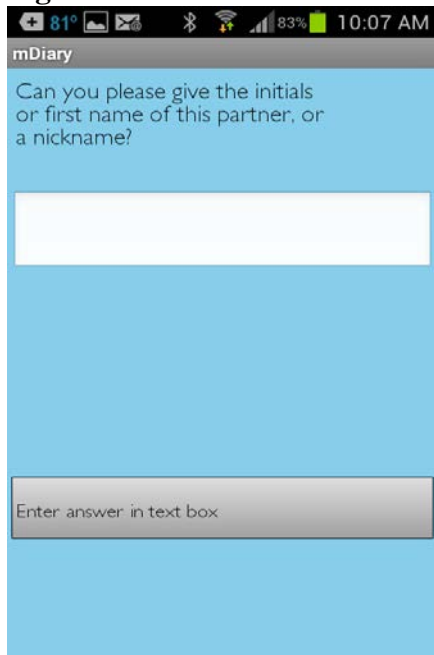 81° 83% 10:07 AM
mDiary
Can you please give the initials
or first name of this partner, or
a nickname?
Enter answer in text box